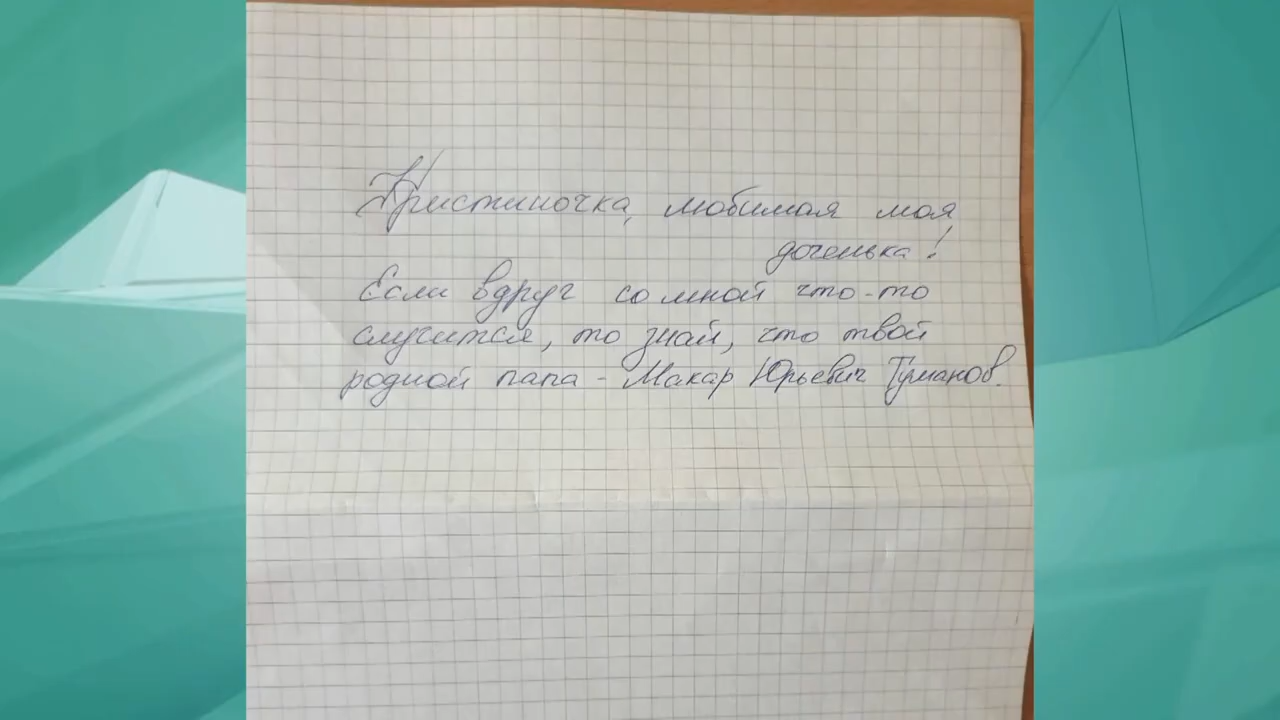 Кристиночка, любимая моя
доченька!
Если вдруг со мной что-то
случится, то знай, что твой
родной папа - Макар Юрьевич Туманов.